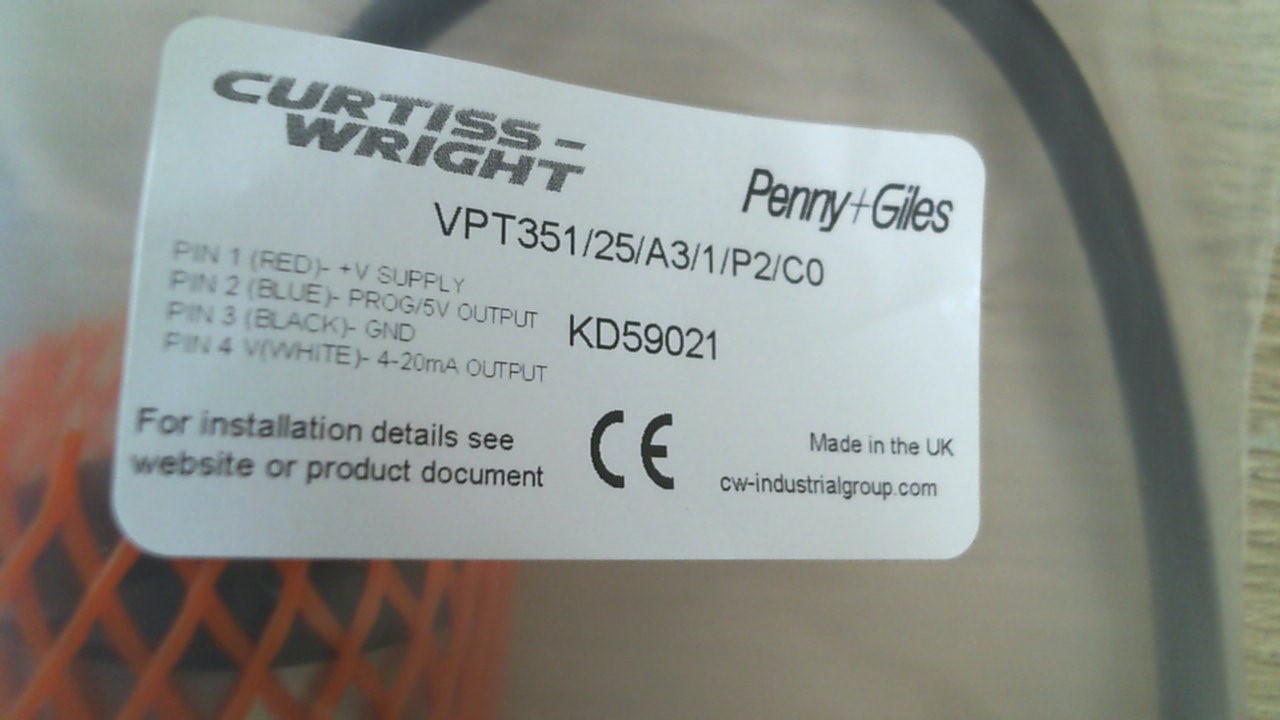 CURTISS-
WRIGHT
Penny+Giles
VPT351/25/A3/1/P2/C0
PIN 1 (RED)- +V SUPPLY
PIN 2 (BLUE)- PROG/5V OUTPUT
PIN 3 (BLACK)- GND
PIN 4 V(WHITE)- 4-20mA OUTPUT
KD59021
For installation details see
website or product document
CE
Made in the UK
cw-industrialgroup.com